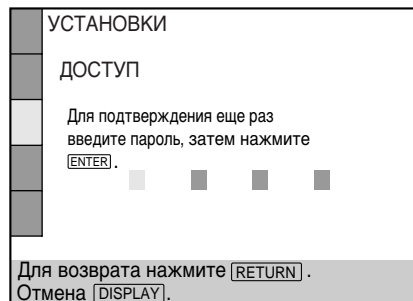 УСТАНОВКИ
ДОСТУП
Для подтверждения еще раз
введите пароль, затем нажмите
ENTER.
Для возврата нажмите RETURN.
Отмена DISPLAY.